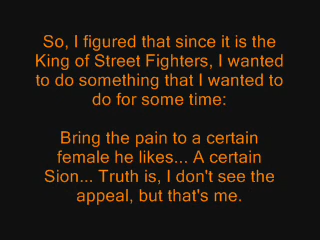 So, I figured that since it is the
King of Street Fighters, I wanted
to do something that I wanted to
do for some time:
Bring the pain to a certain
female he likes... A certain
Sion... Truth is, I don't see the
appeal, but that's me.